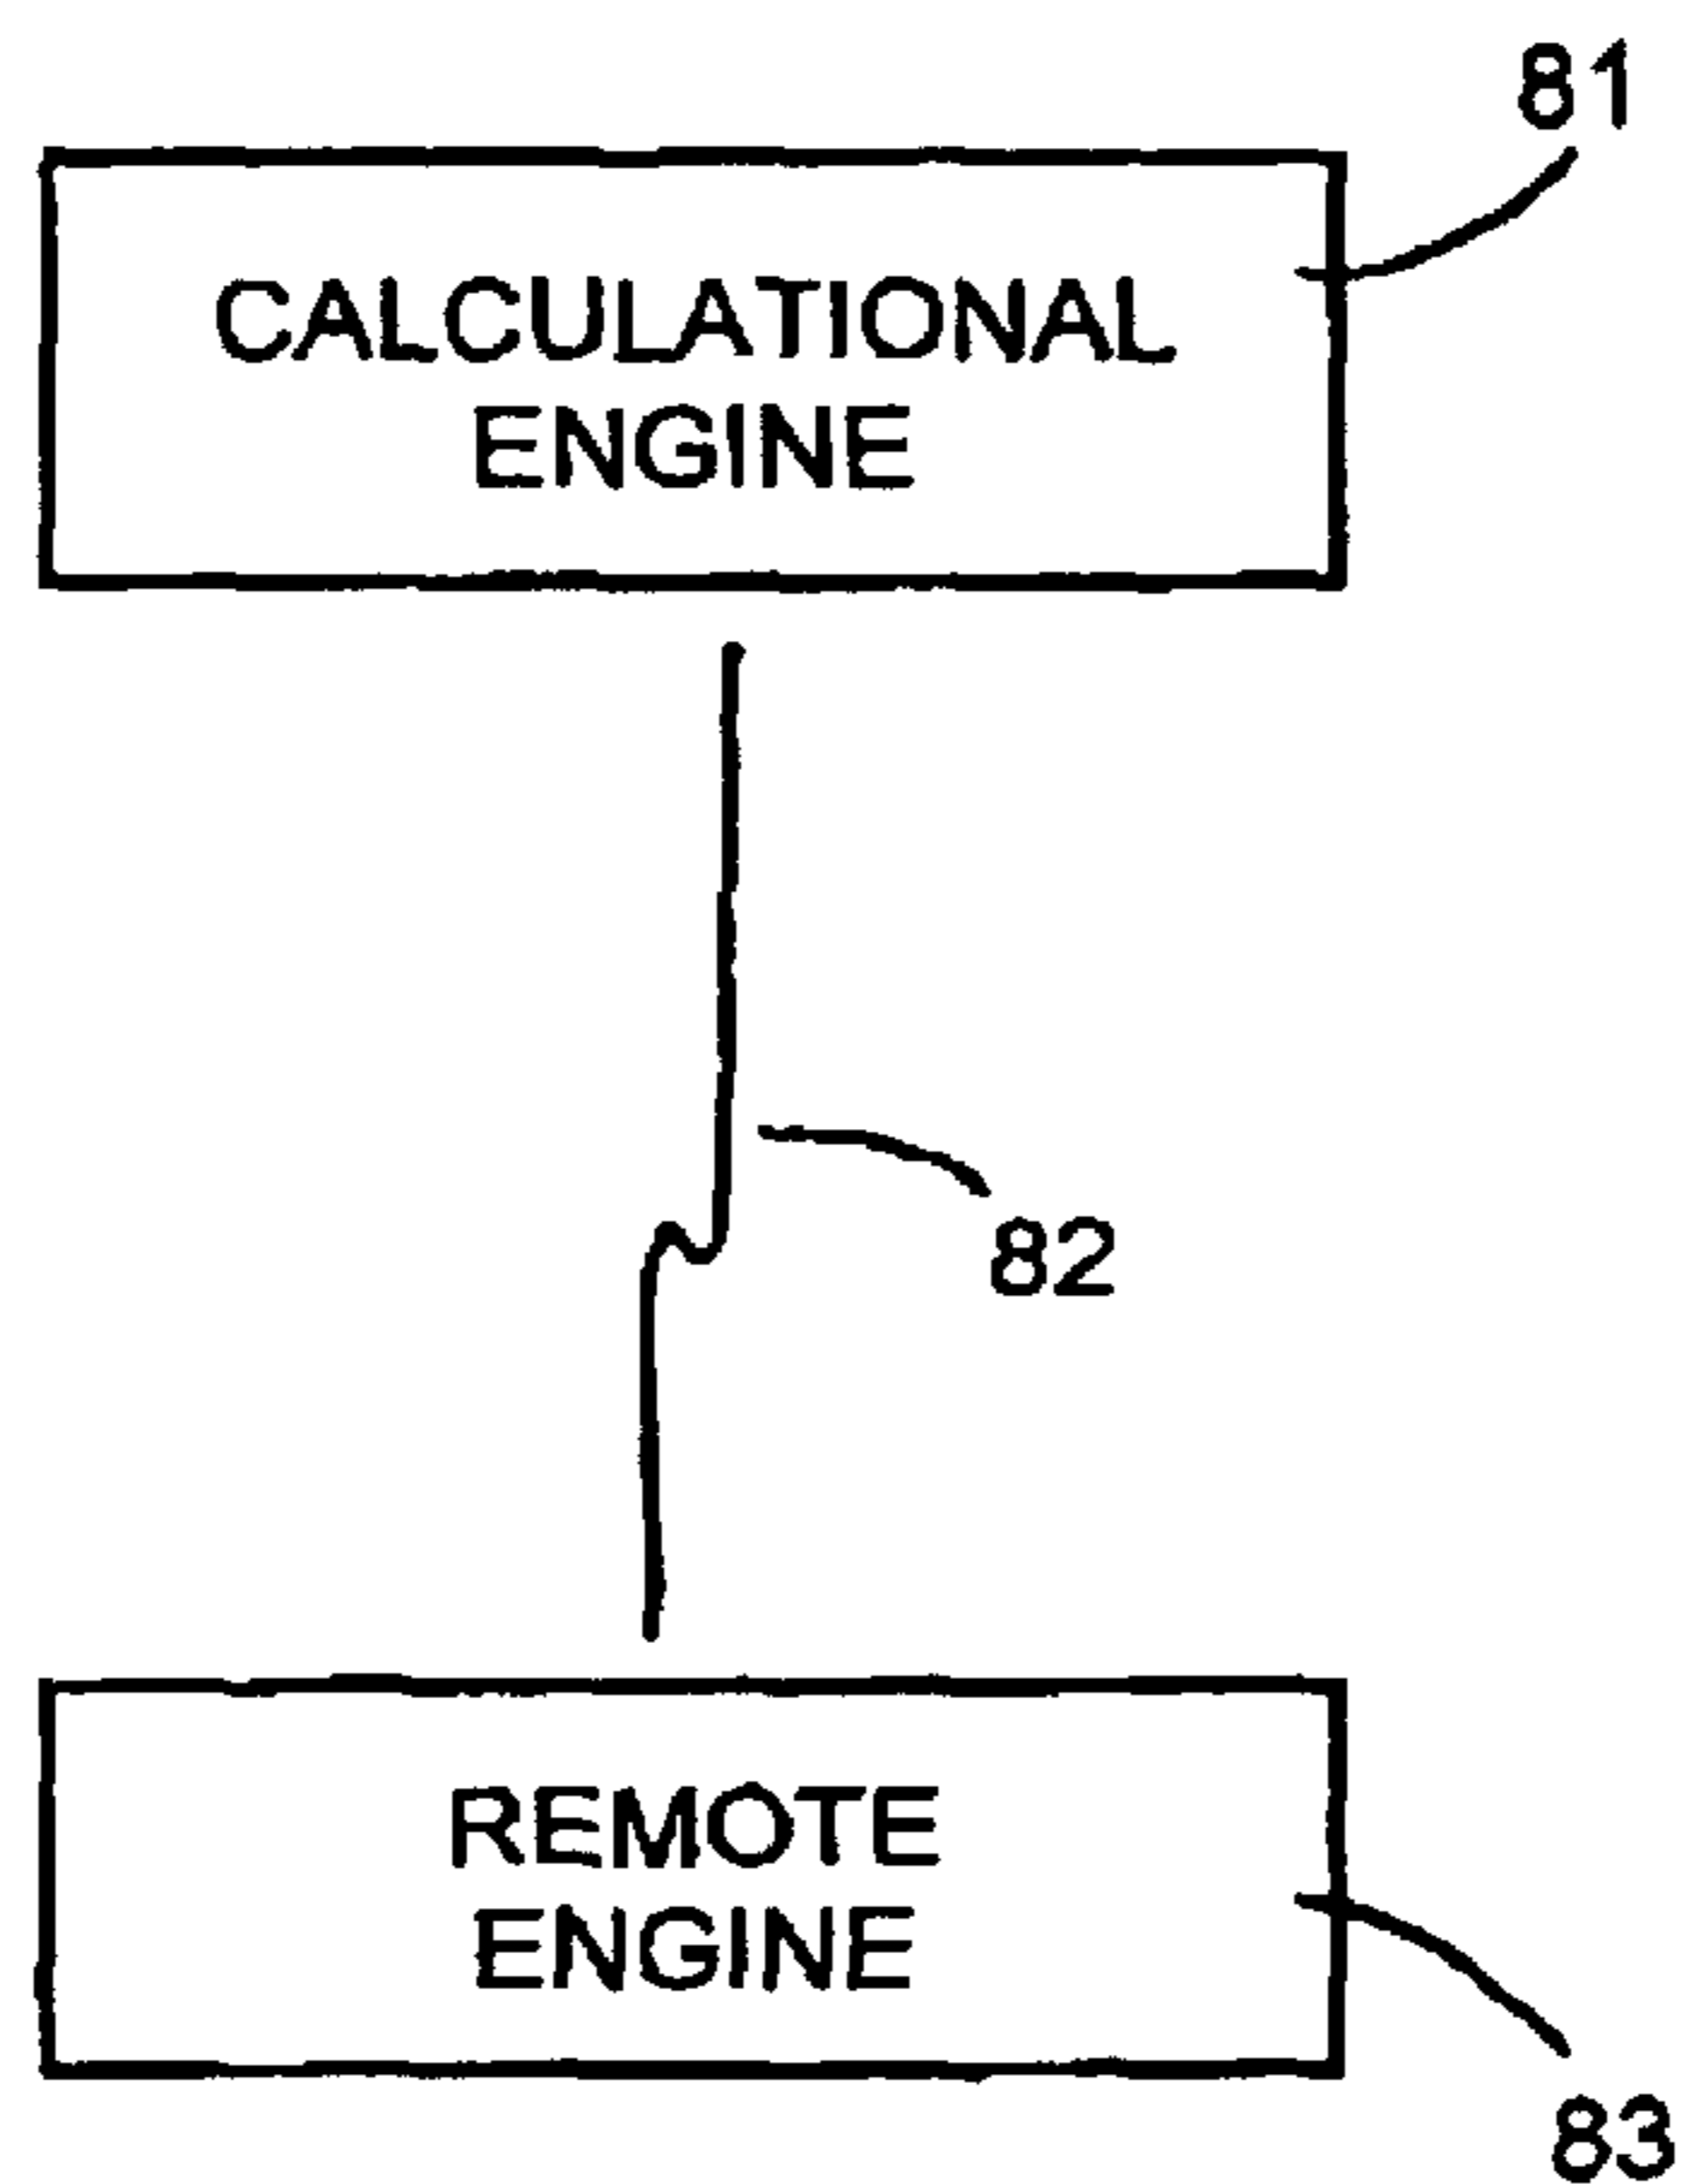 81
CALCULATIONAL
ENGINE
82
REMOTE
ENGINE
83